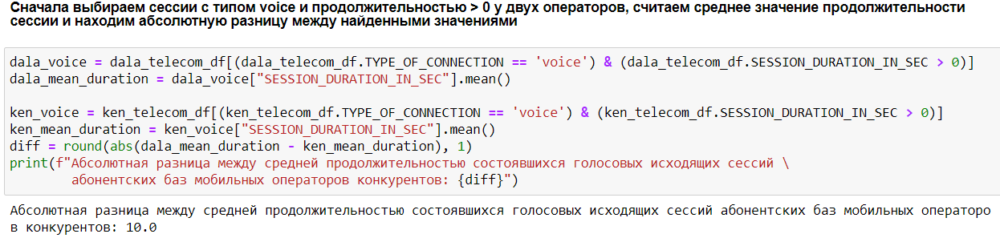 Сначала выбираем сессии с типом voice и продолжительностью > 0 у двух операторов, считаем среднее значение продолжительности
сессии и находим абсолютную разницу между найденными значениями
dala_voice = dala_telecom_df[(dala_telecom_df.TYPE_OF_CONNECTION == 'voice') & (dala_telecom_df.SESSION_DURATION_IN_SEC > 0)]
dala_mean_duration = dala_voice["SESSION_DURATION_IN_SEC"].mean()
ken_voice = ken_telecom_df[(ken_telecom_df.TYPE_OF_CONNECTION == 'voice') & (ken_telecom_df.SESSION_DURATION_IN_SEC > 0)]
ken_mean_duration = ken_voice["SESSION_DURATION_IN_SEC"].mean()
diff = round(abs(dala_mean_duration - ken_mean_duration), 1)
print(f"Абсолютная разница между средней продолжительностью состоявшихся голосовых исходящих сессий \
абонентских баз мобильных операторов конкурентов: {diff}")
Абсолютная разница между средней продолжительностью состоявшихся голосовых исходящих сессий абонентских баз мобильных операторо
в конкурентов: 10.0